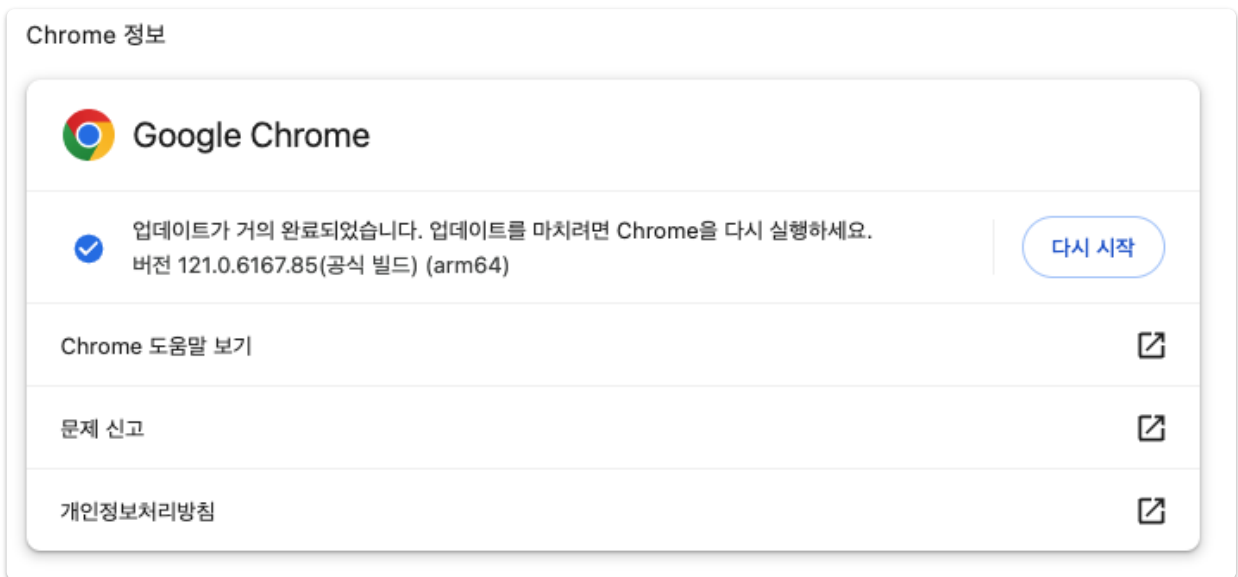 Chrome 정보
Google Chrome
업데이트가 거의 완료되었습니다. 업데이트를 마치려면 Chrome을 다시 실행하세요.
버전 121.0.6167.85(공식 빌드) (arm64)
다시 시작
Chrome 도움말 보기
문제 신고
개인정보처리방침